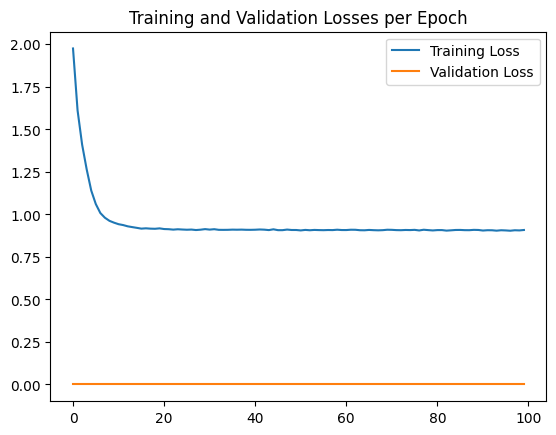 Training and Validation Losses per Epoch
Training Loss
Validation Loss
2.00
1.75
1.50
1.25
1.00
0.75
0.50
0.25
0.00
0 20 40 60 80 100